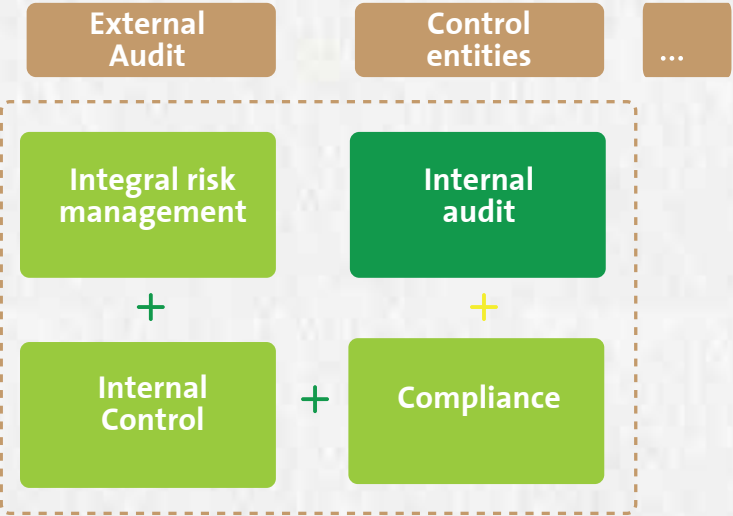 External
Audit
Control
entities
...
Integral risk
management
Internal
audit
+
+
Internal
Control
+
Compliance